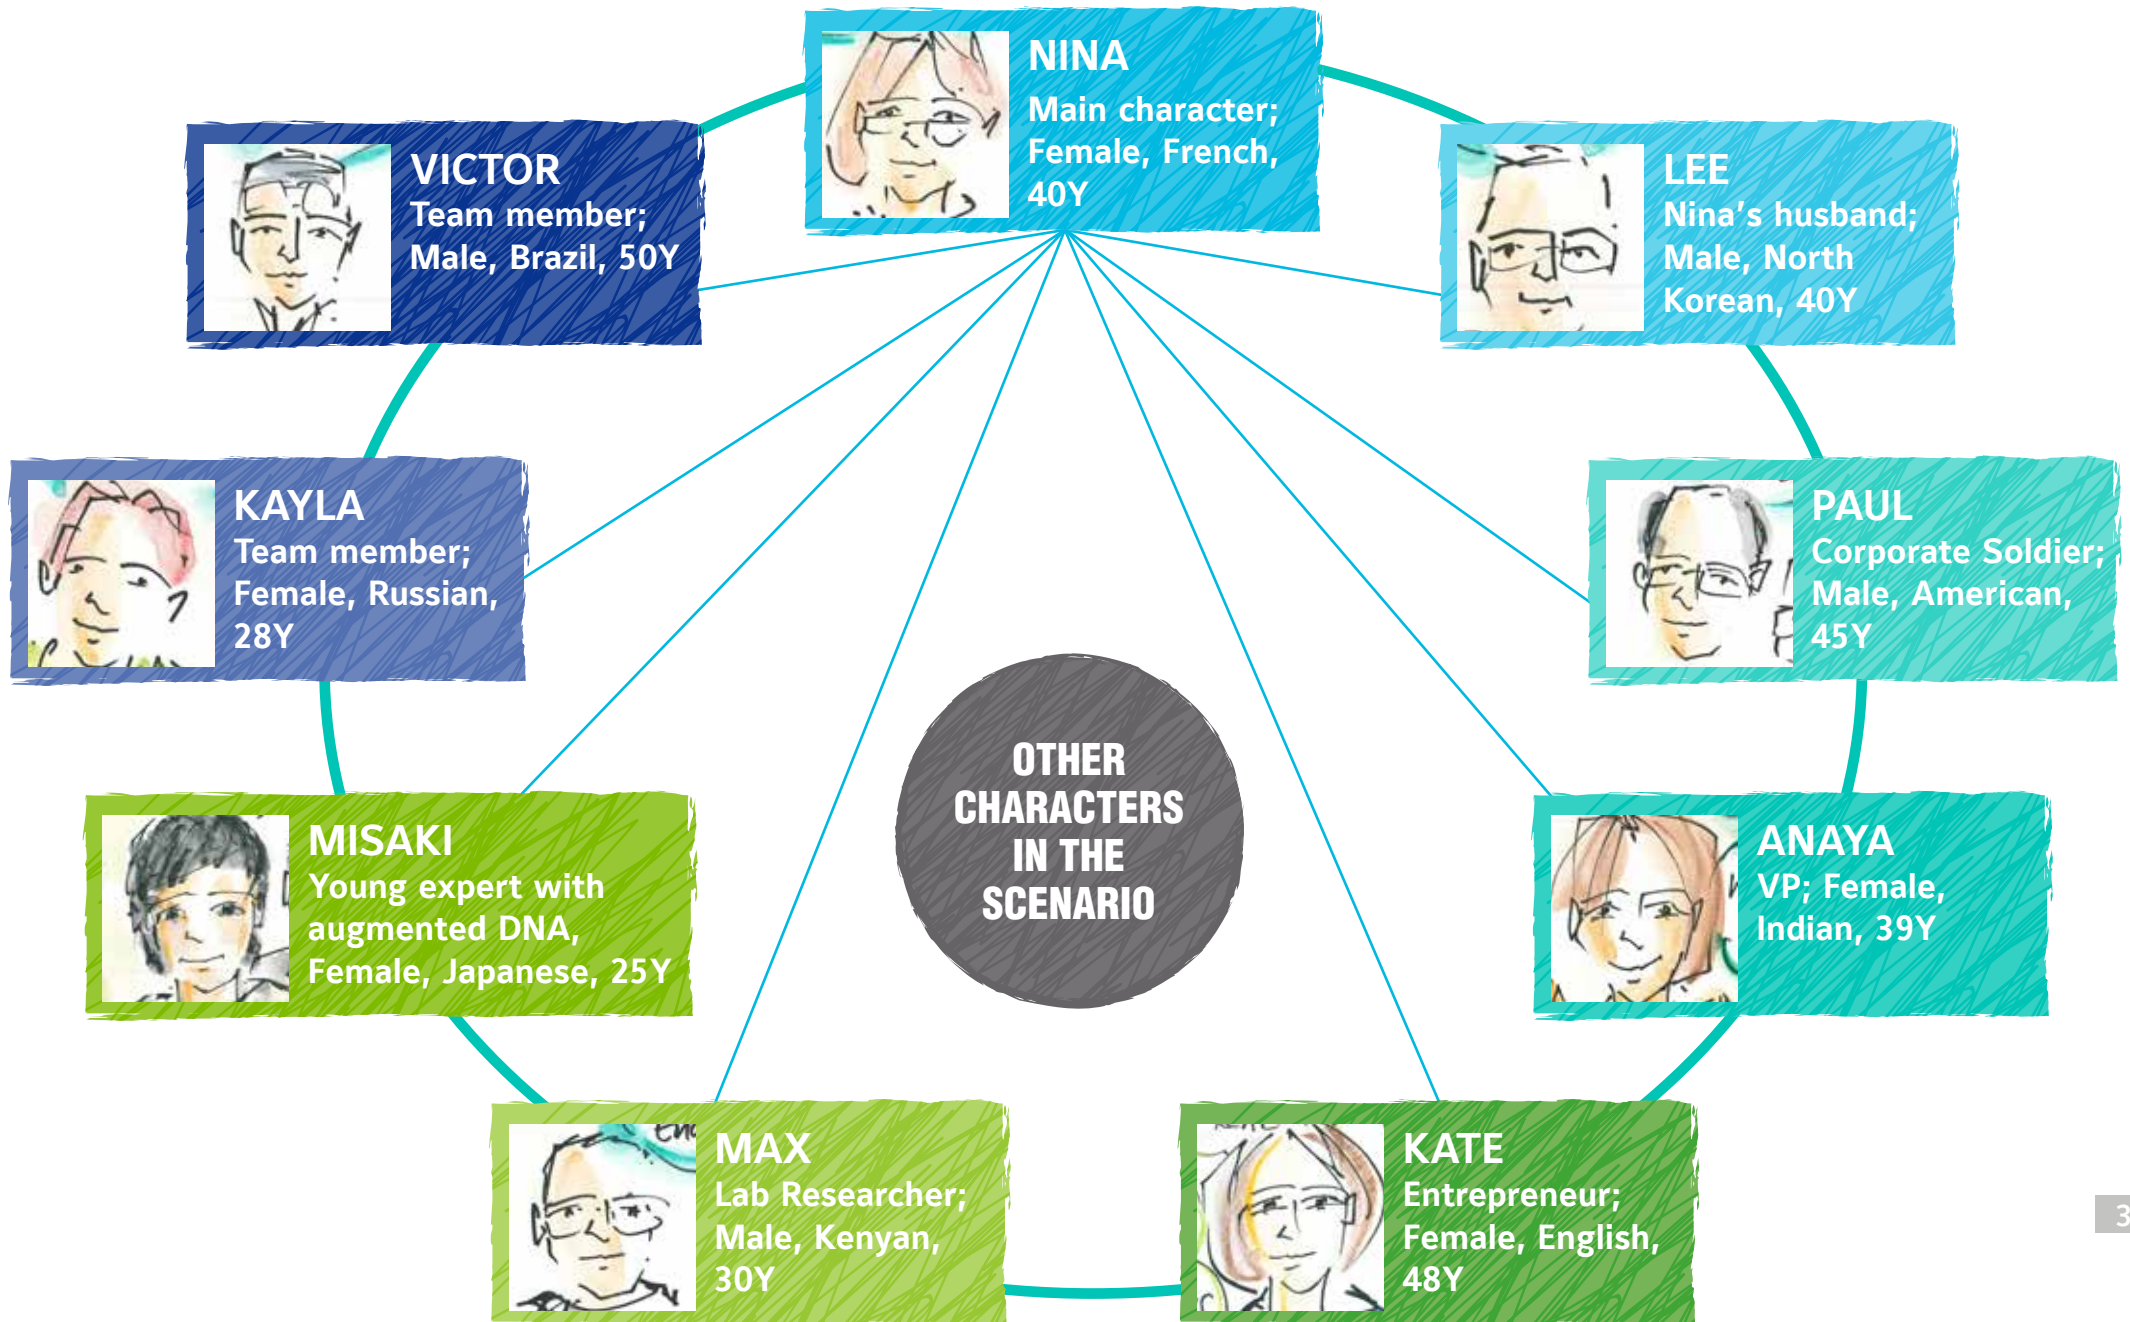 NINA
Main character;
Female, French,
40Y
VICTOR
Team member;
Male, Brazil, 50Y
LEE
Nina’s husband;
Male, North
Korean, 40Y
KAYLA
Team member;
Female, Russian,
28Y
PAUL
Corporate Soldier;
Male, American,
45Y
OTHER
CHARACTERS
IN THE
SCENARIO
MISAKI
Young expert with
augmented DNA,
Female, Japanese, 25Y
ANAYA
VP; Female,
Indian, 39Y
MAX
Lab Researcher;
Male, Kenyan,
30Y
KATE
Entrepreneur;
Female, English,
48Y
3